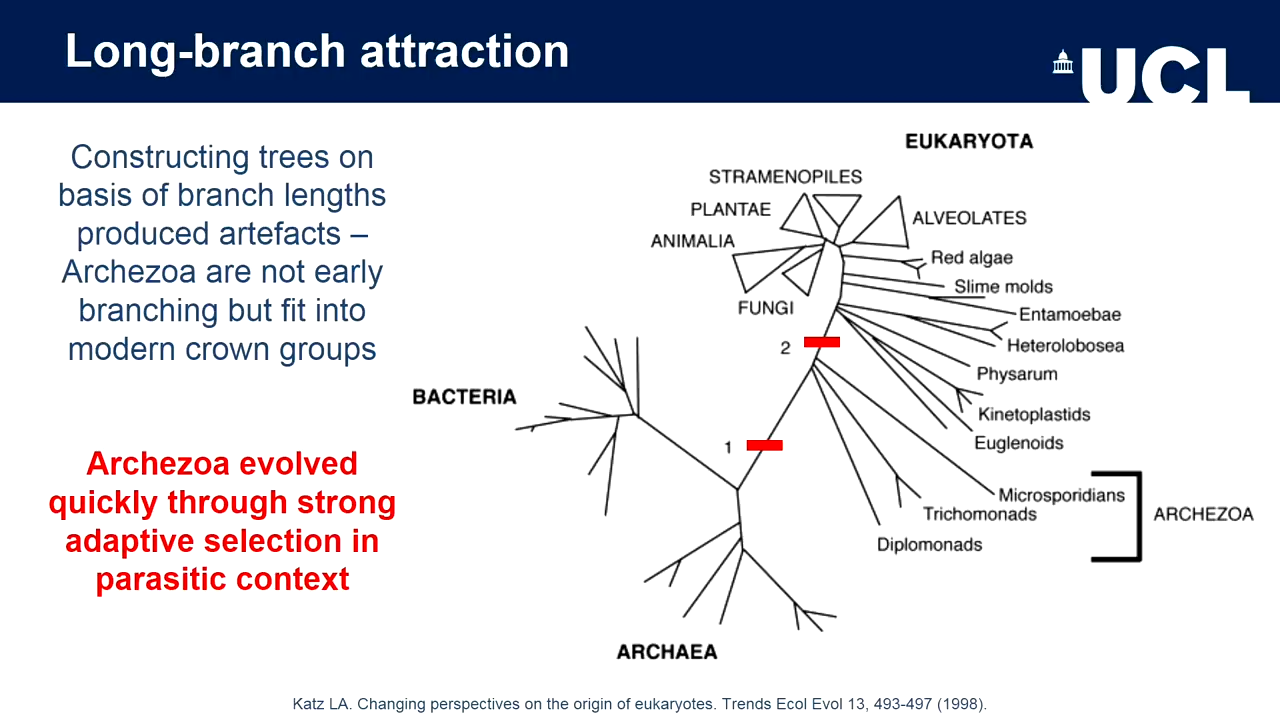 Long-branch attraction
UCL
Constructing trees on
basis of branch lengths
produced artefacts –
Archezoa are not early
branching but fit into
modern crown groups
Archezoa evolved
quickly through strong
adaptive selection in
parasitic context
EUKARYOTA
STRAMENOPILES
PLANTAE
ALVEOLATES
ANIMALIA
Red algae
Slime molds
FUNGI
Entamoebae
2
Heterolobosea
Physarum
BACTERIA
Kinetoplastids
Euglenoids
1
Microsporidians
Trichomonads
ARCHEZOA
Diplomonads
ARCHAEA
Katz LA. Changing perspectives on the origin of eukaryotes. Trends Ecol Evol 13, 493-497 (1998).